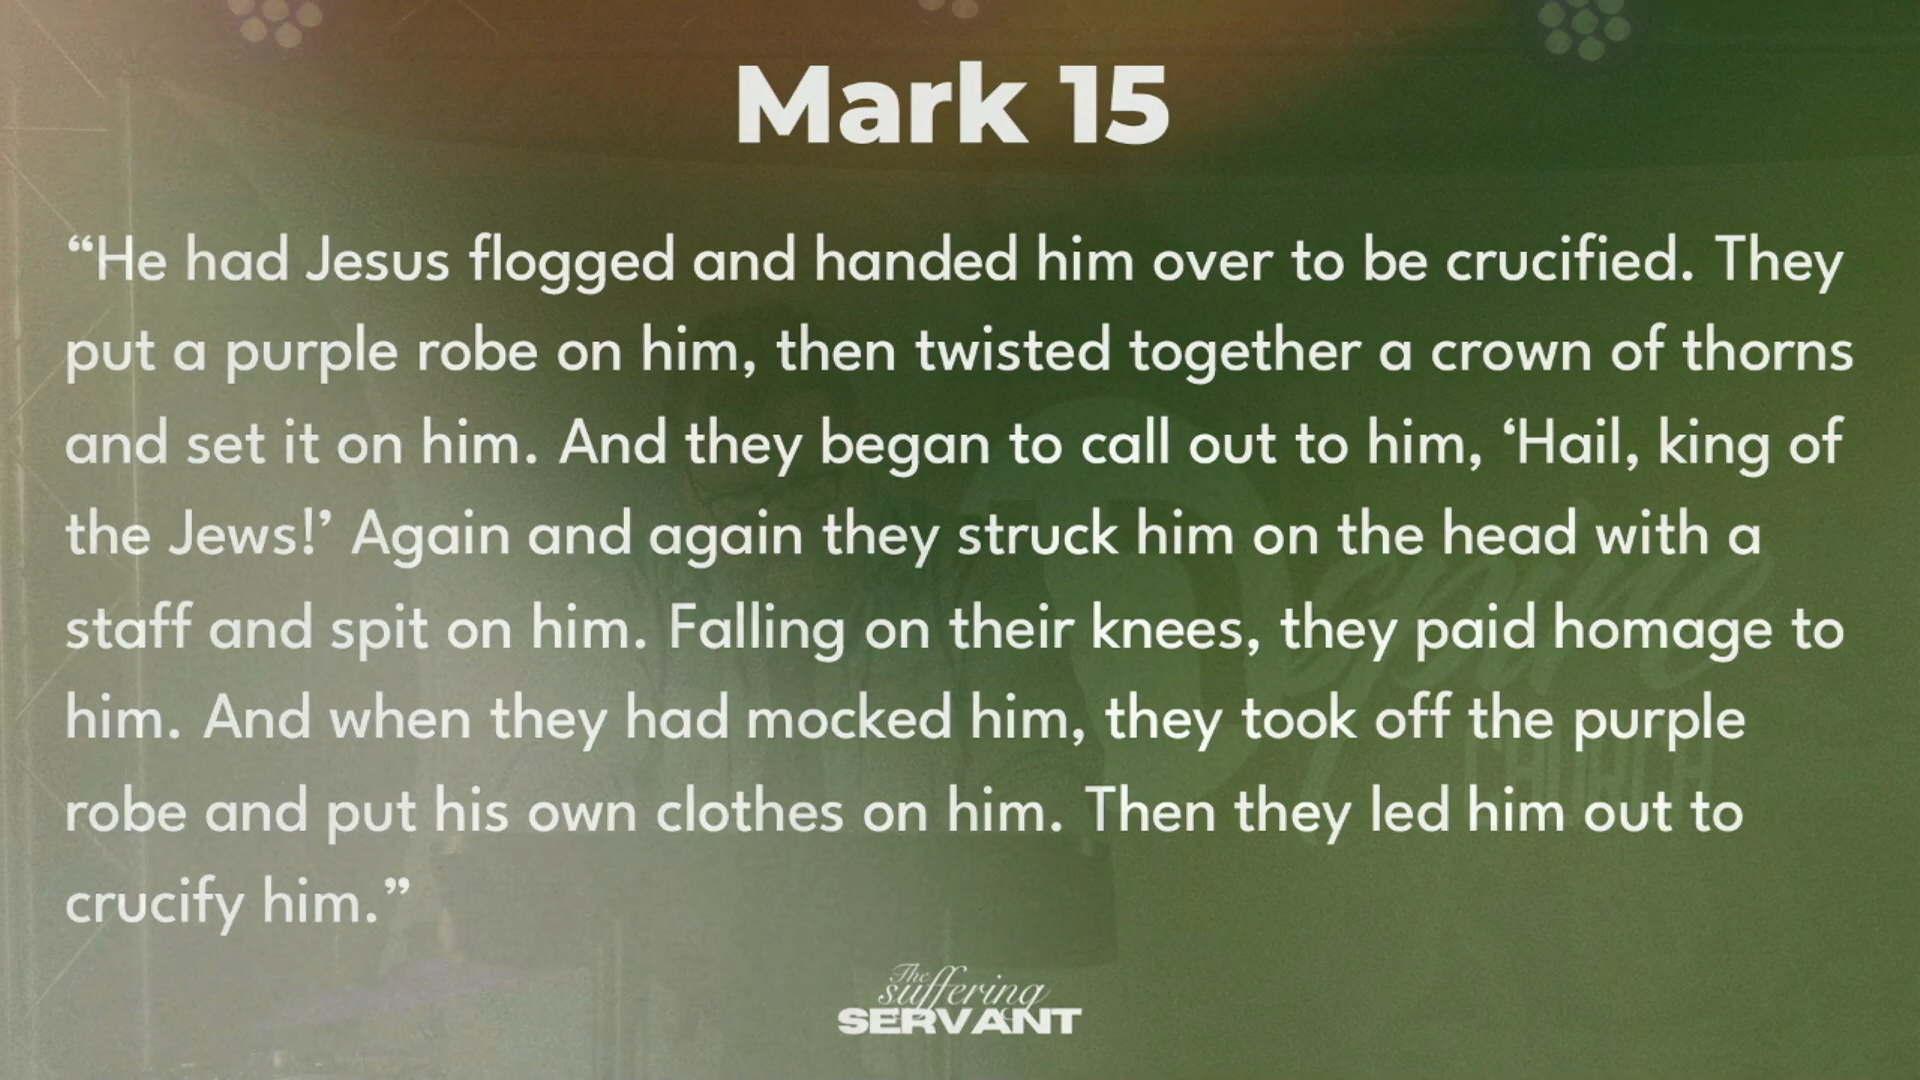 Mark 15
“He had Jesus flogged and handed him over to be crucified. They
put a purple robe on him, then twisted together a crown of thorns
and set it on him. And they began to call out to him, ‘Hail, king of
the Jews!’ Again and again they struck him on the head with a
staff and spit on him. Falling on their knees, they paid homage to
him. And when they had mocked him, they took off the purple
robe and put his own clothes on him. Then they led him out to
crucify him.”
The
suffering
SERVANT
CHURCH